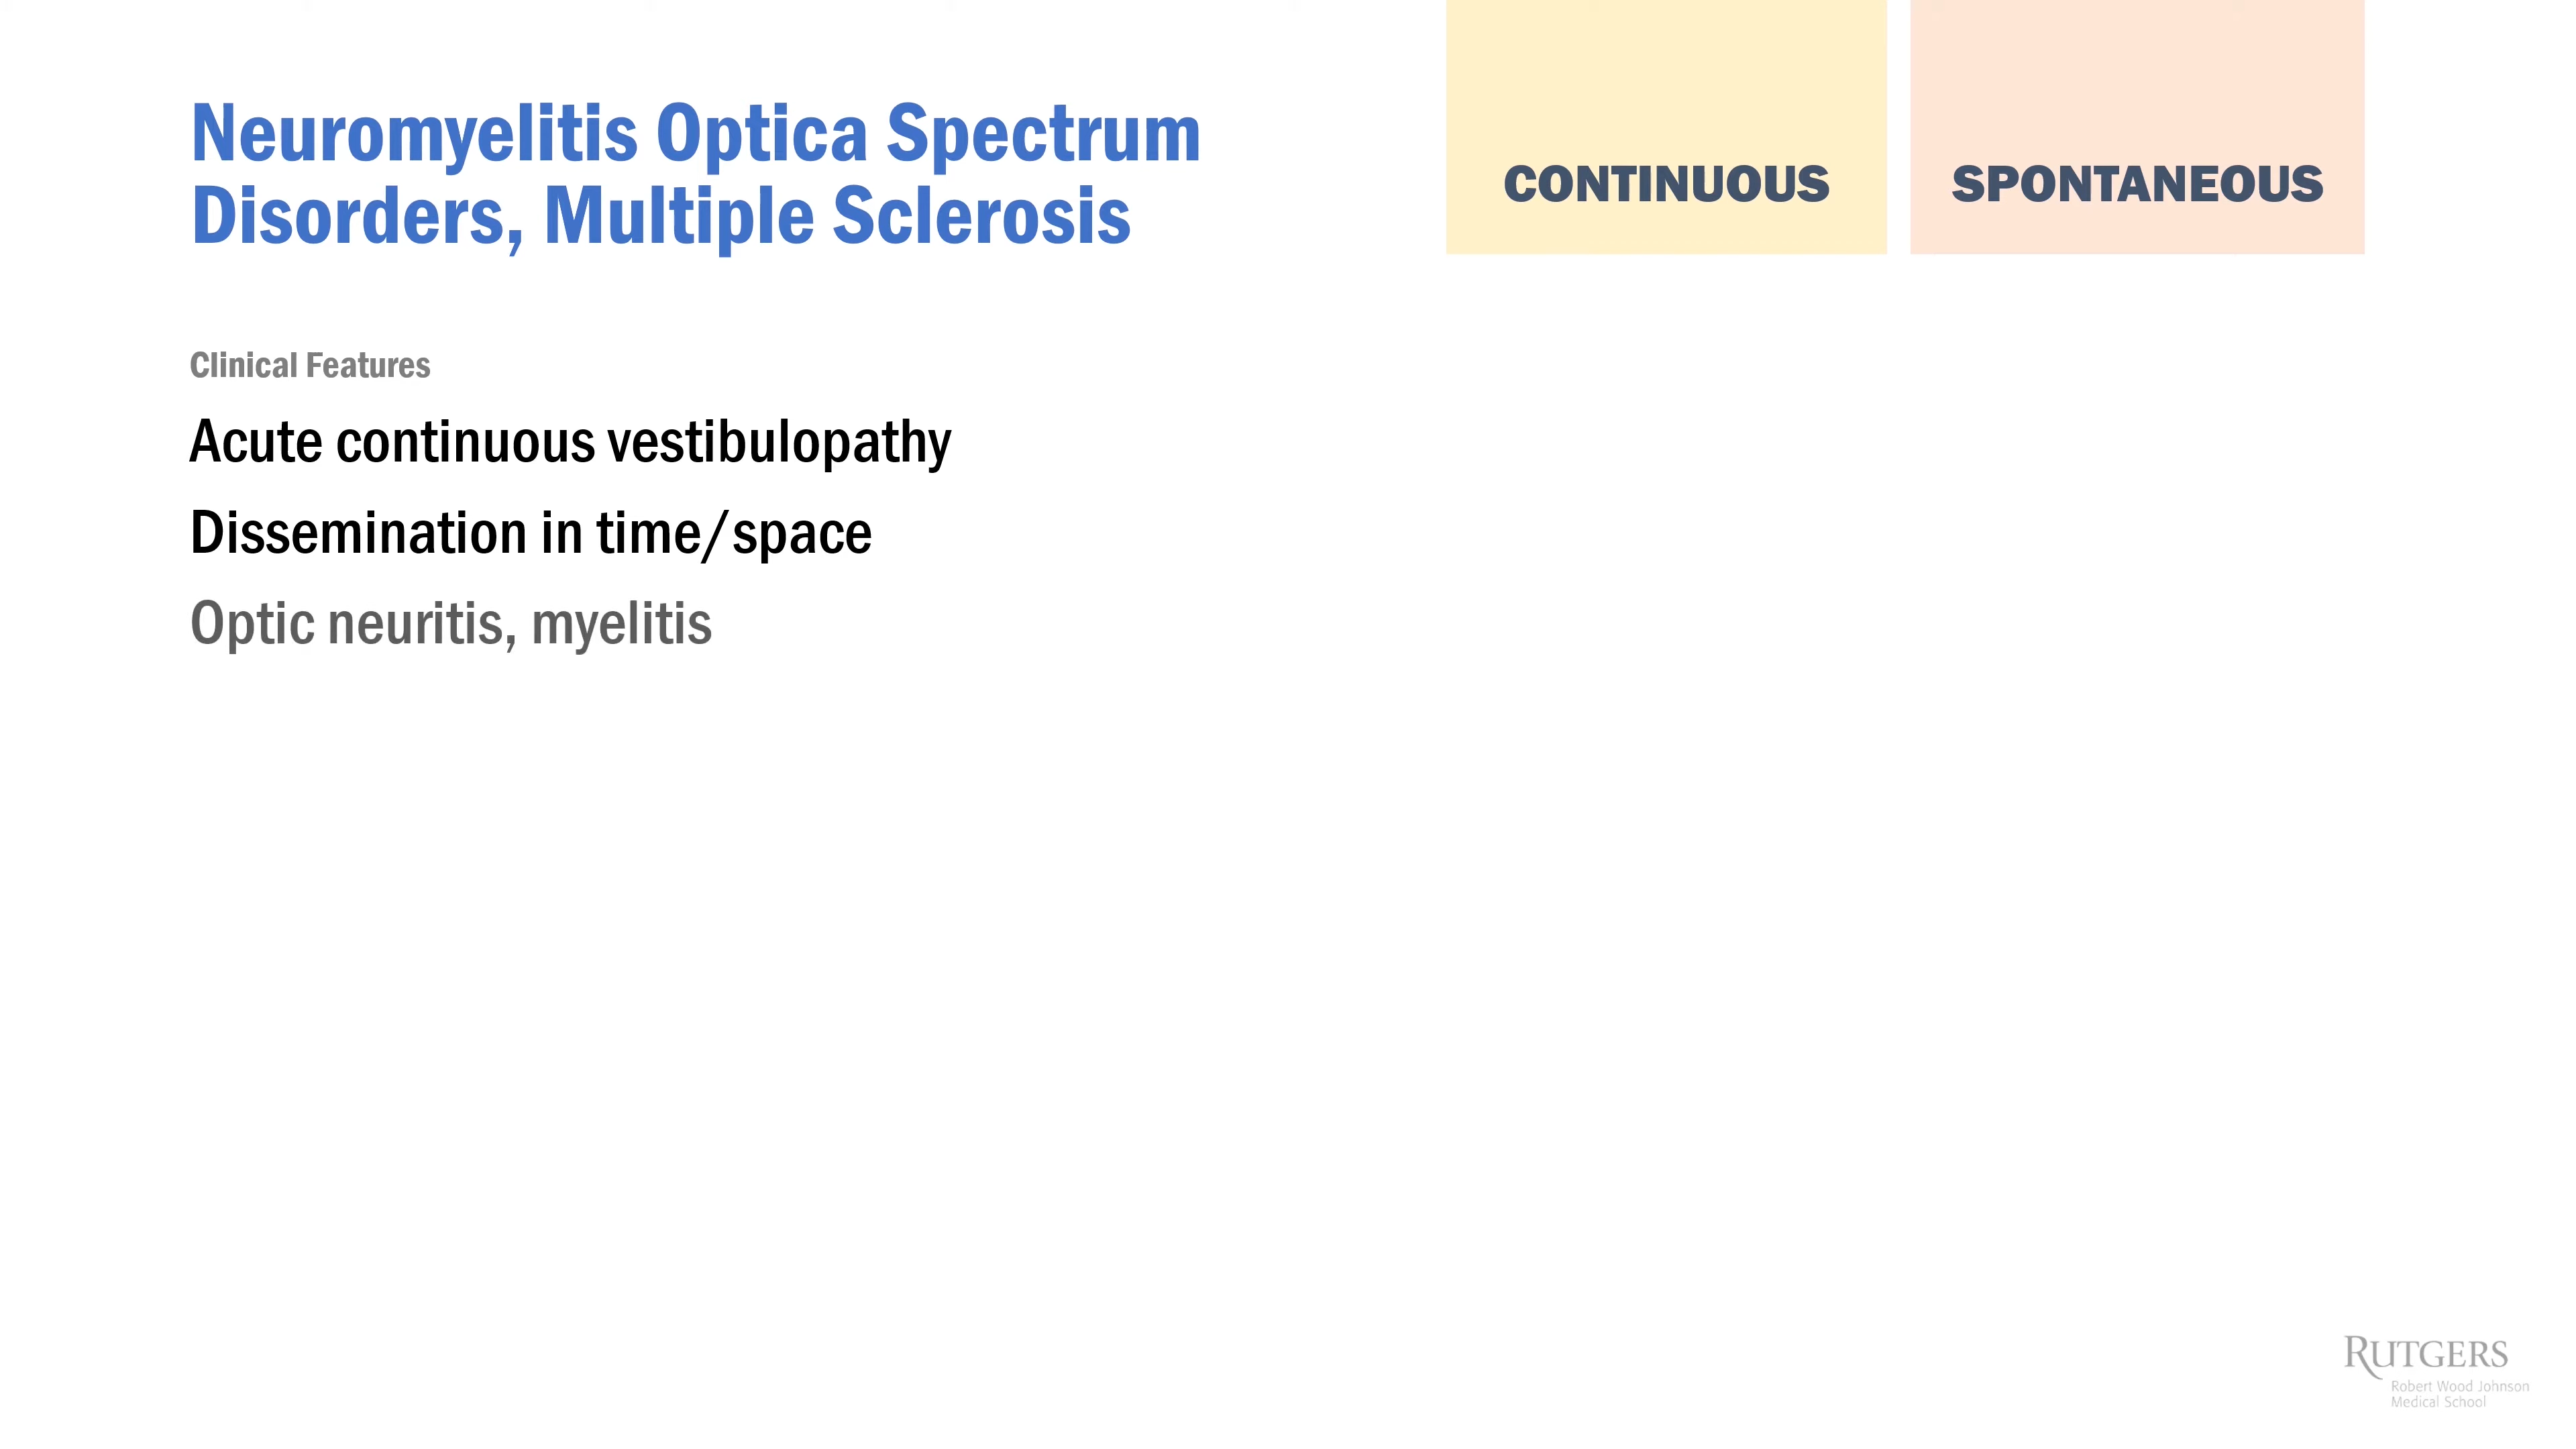 Neuromyelitis Optica Spectrum
Disorders, Multiple Sclerosis
CONTINUOUS
SPONTANEOUS
Clinical Features
Acute continuous vestibulopathy
Dissemination in time/space
Optic neuritis, myelitis
RUTGERS
Robert Wood Johnson
Medical School